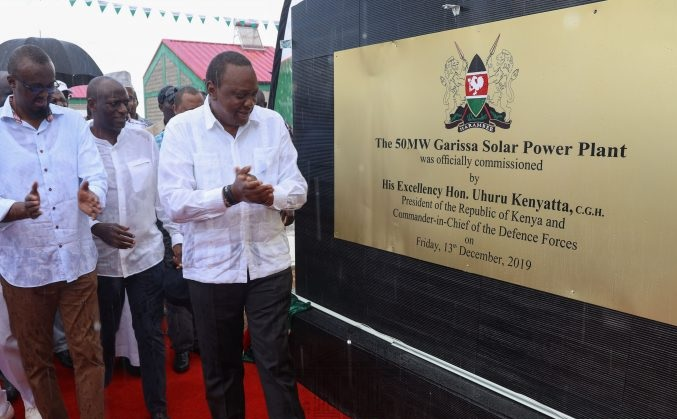 HARAMBEE
The 50MW Garissa Solar Power Plant
was officially commissioned
by
His Excellency Hon. Uhuru Kenyatta, C.G.H.
President of the Republic of Kenya and
Commander-in-Chief of the Defence Forces
on
Friday, 13th December, 2019